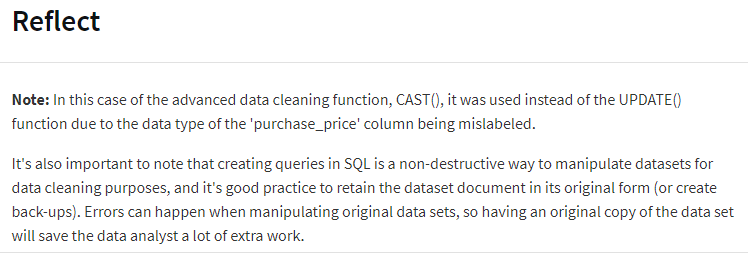 Reflect
Note: In this case of the advanced data cleaning function, CAST(), it was used instead of the UPDATE()
function due to the data type of the 'purchase_price' column being mislabeled.
It's also important to note that creating queries in SQL is a non-destructive way to manipulate datasets for
data cleaning purposes, and it's good practice to retain the dataset document in its original form (or create
back-ups). Errors can happen when manipulating original data sets, so having an original copy of the data set
will save the data analyst a lot of extra work.